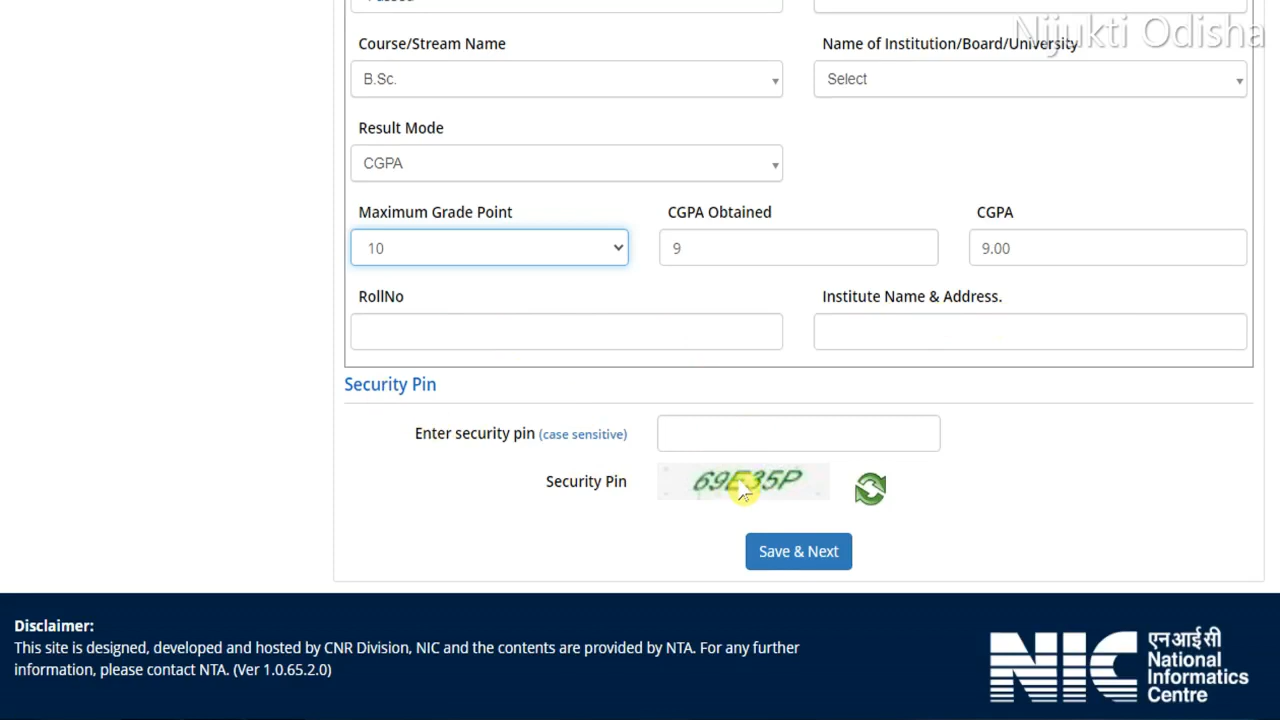 Nijukti Odisha
Course/Stream Name
Name of Institution/Board/University
B.Sc.
Select
Result Mode
CGPA
Maximum Grade Point
CGPA Obtained
CGPA
10
9
9.00
RollNo
Institute Name & Address.
Security Pin
Enter security pin (case sensitive)
Security Pin
69E35P
Save & Next
Disclaimer:
This site is designed, developed and hosted by CNR Division, NIC and the contents are provided by NTA. For any further
information, please contact NTA. (Ver 1.0.65.2.0)
NIC
एन आई सी
National
Informatics
Centre